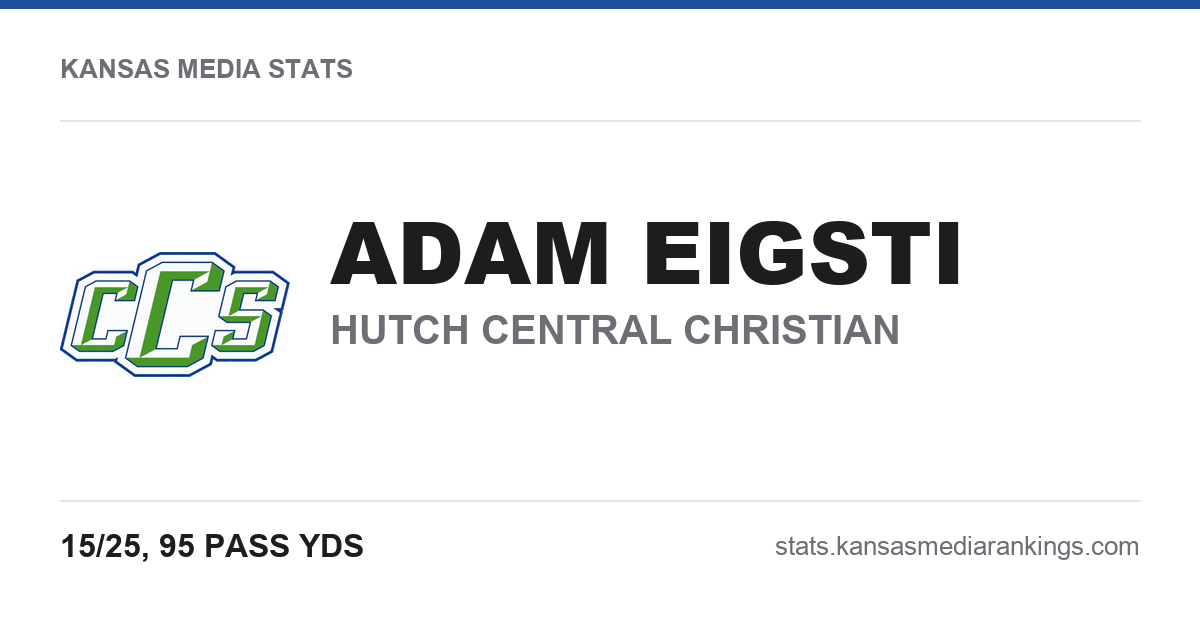 KANSAS MEDIA STATS
CCS
ADAM EIGSTI
HUTCH CENTRAL CHRISTIAN
15/25, 95 PASS YDS
stats.kansasmediarankings.com